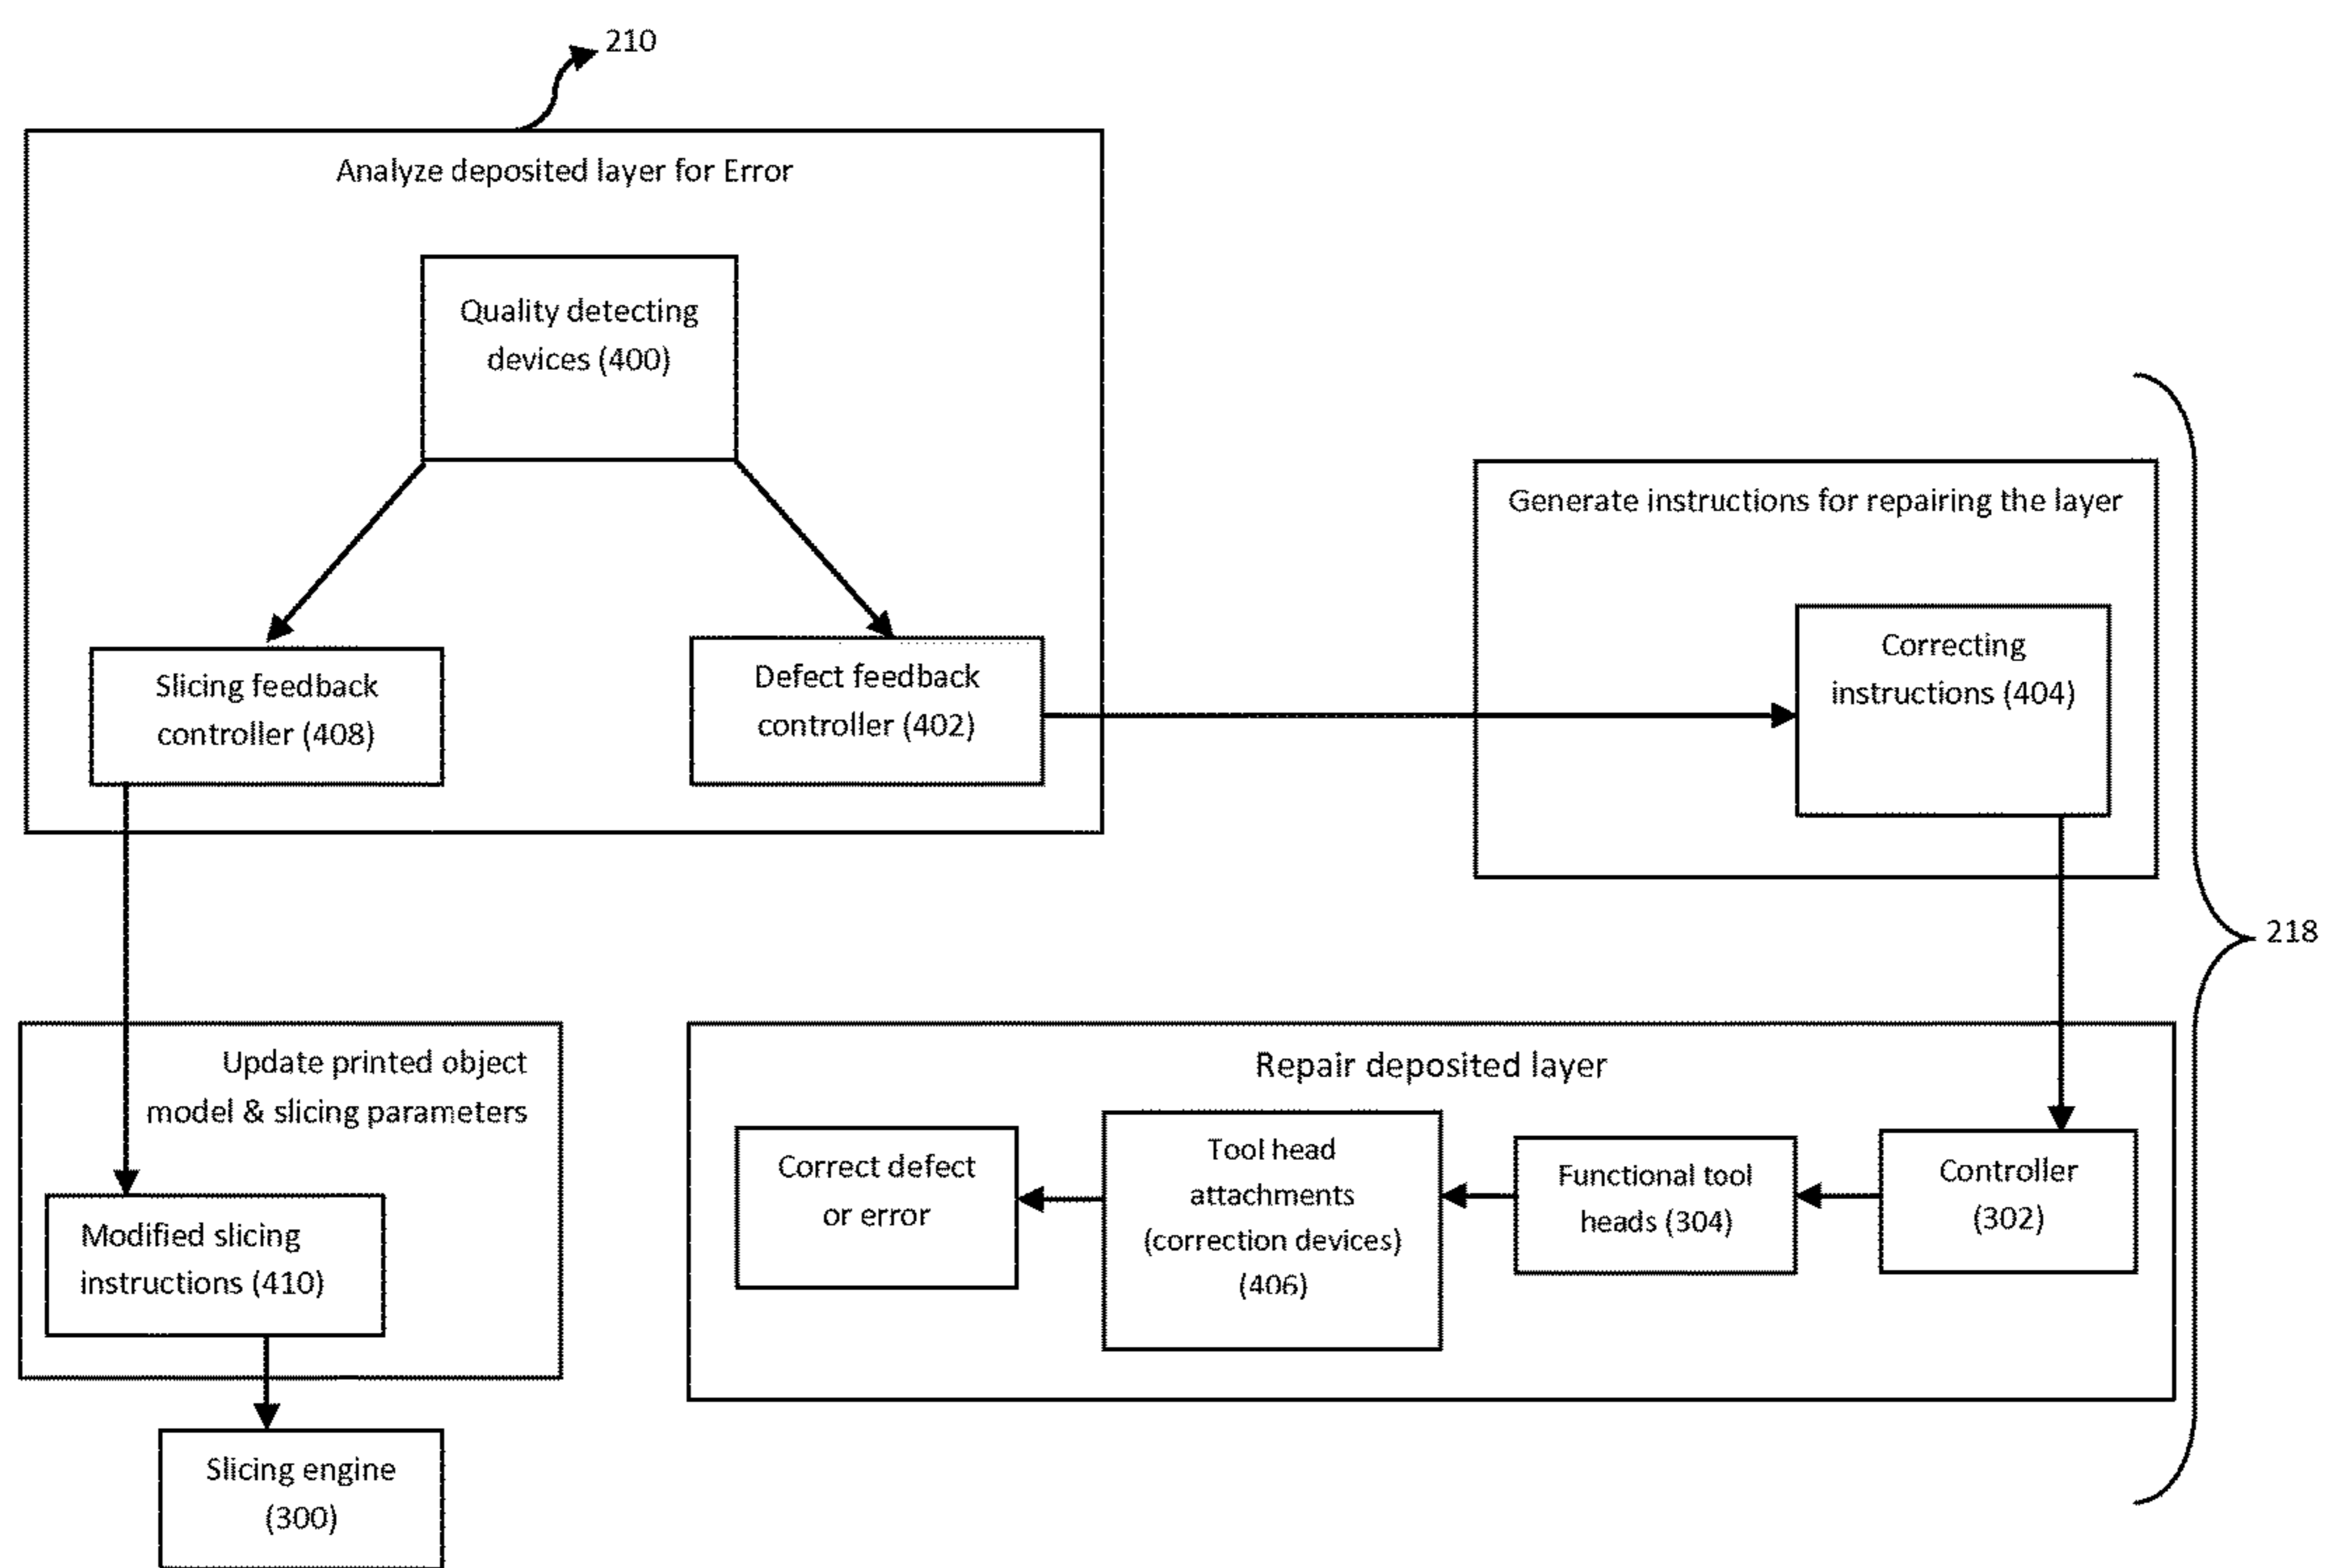 210
Analyze deposited layer for Error
Quality detecting
devices (400)
Slicing feedback
controller (408)
Defect feedback
controller (402)
Generate instructions for repairing the layer
Correcting
instructions (404)
218
Update printed object
model & slicing parameters
Modified slicing
instructions (410)
Slicing engine
(300)
Repair deposited layer
Correct defect
or error
Tool head
attachments
(correction devices)
(406)
Functional tool
heads (304)
Controller
(302)